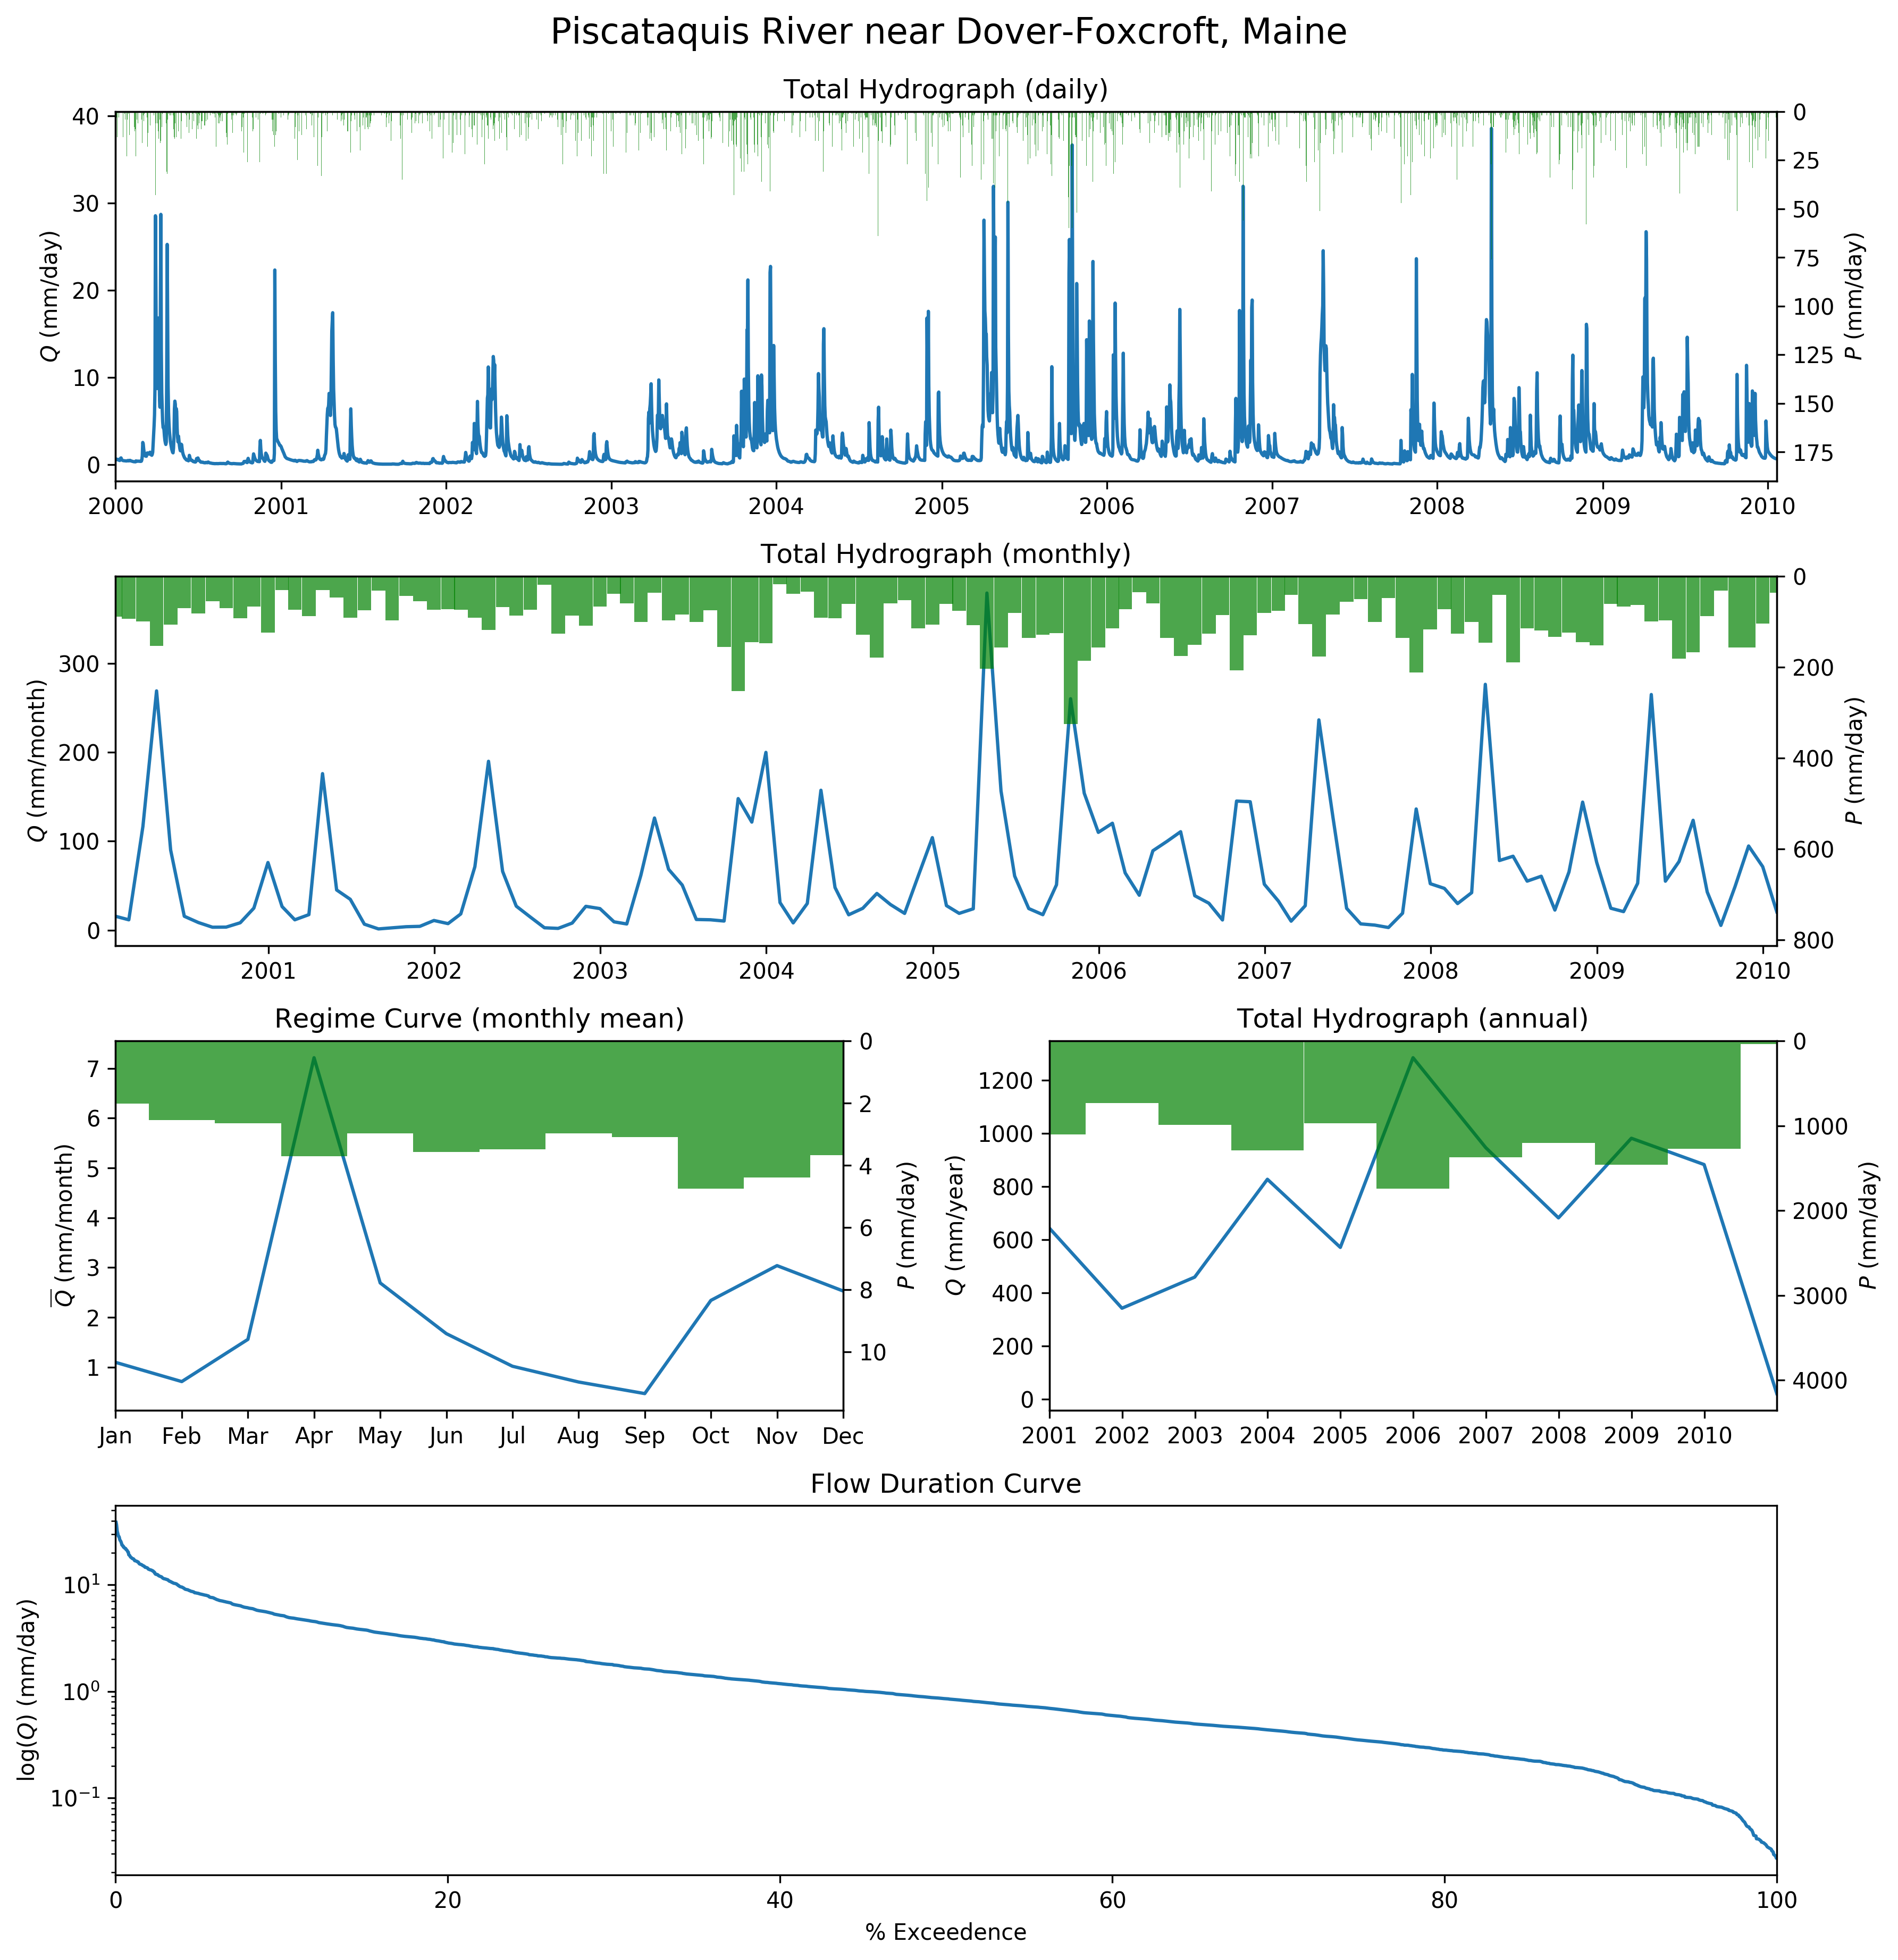 Piscataquis River near Dover-Foxcroft, Maine
Total Hydrograph (daily)
40
30
20
10
0
Q (mm/day)
0
25
50
75
100
125
150
175
P (mm/day)
2000 2001 2002 2003 2004 2005 2006 2007 2008 2009 2010
Total Hydrograph (monthly)
300
200
100
0
Q (mm/month)
0
200
400
600
800
P (mm/day)
2001 2002 2003 2004 2005 2006 2007 2008 2009 2010
Regime Curve (monthly mean)
7
6
5
4
3
2
1
Q̅ (mm/month)
0
2
4
6
8
10
P (mm/day)
Jan Feb Mar Apr May Jun Jul Aug Sep Oct Nov Dec
Total Hydrograph (annual)
1200
1000
800
600
400
200
0
Q (mm/year)
0
1000
2000
3000
4000
P (mm/day)
2001 2002 2003 2004 2005 2006 2007 2008 2009 2010
Flow Duration Curve
10¹
10⁰
10⁻¹
log(Q) (mm/day)
0 20 40 60 80 100
% Exceedence